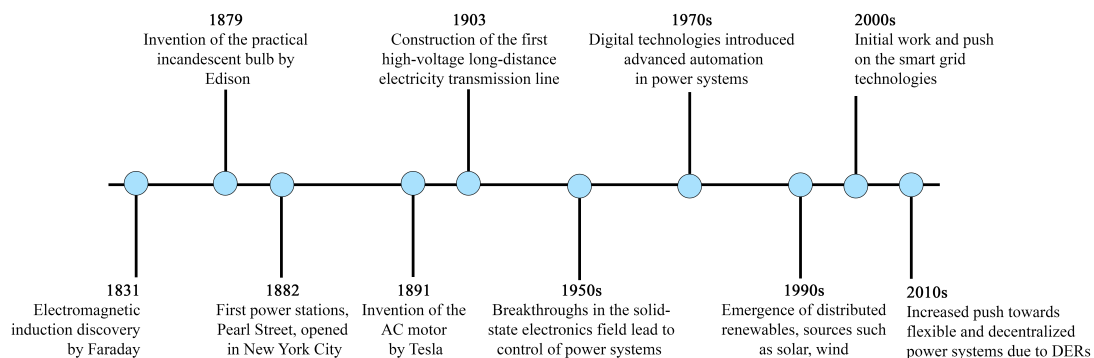 1879
Invention of the practical
incandescent bulb by
Edison
1903
Construction of the first
high-voltage long-distance
electricity transmission line
1970s
Digital technologies introduced
advanced automation
in power systems
2000s
Initial work and push
on the smart grid
technologies
1831
Electromagnetic
induction discovery
by Faraday
1882
First power stations,
Pearl Street, opened
in New York City
1891
Invention of the
AC motor
by Tesla
1950s
Breakthroughs in the solid-
state electronics field lead to
control of power systems
1990s
Emergence of distributed
renewables, sources such
as solar, wind
2010s
Increased push towards
flexible and decentralized
power systems due to DERs